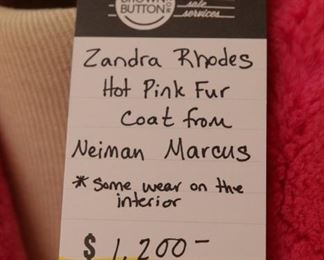 BROWN
BUTTON
sale
services
Zandra Rhodes
Hot Pink Fur
Coat from
Neiman Marcus
* Some wear on the
interior
$ 1,200-